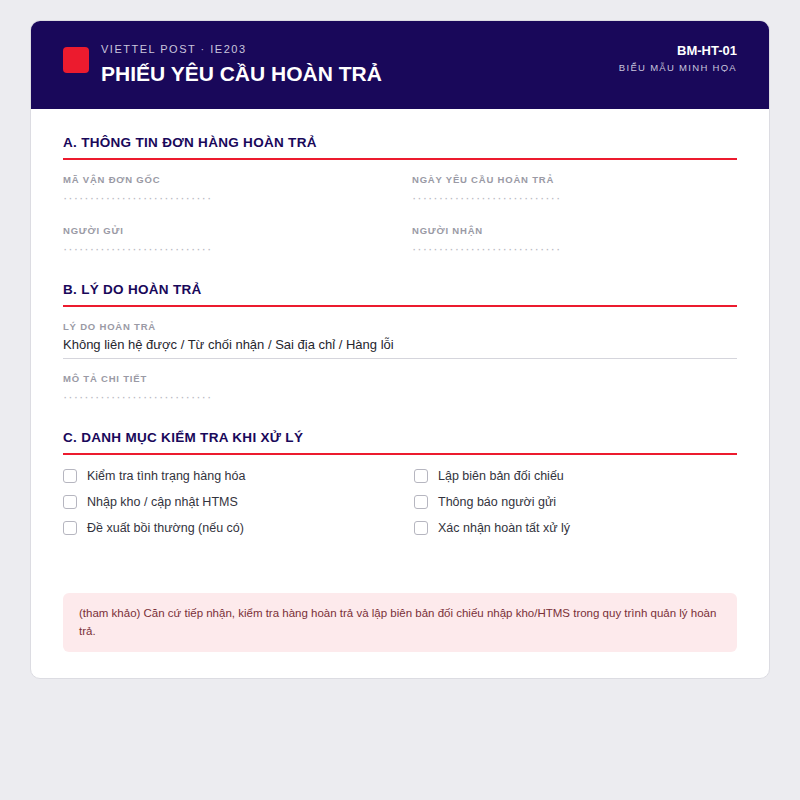 VIETTEL POST · IE203
PHIẾU YÊU CẦU HOÀN TRẢ
BM-HT-01
BIỂU MẪU MINH HỌA
A. THÔNG TIN ĐƠN HÀNG HOÀN TRẢ
MÃ VẬN ĐƠN GỐC
NGÀY YÊU CẦU HOÀN TRẢ
............................
............................
NGƯỜI GỬI
NGƯỜI NHẬN
............................
............................
B. LÝ DO HOÀN TRẢ
LÝ DO HOÀN TRẢ
Không liên hệ được / Từ chối nhận / Sai địa chỉ / Hàng lỗi
MÔ TẢ CHI TIẾT
............................
C. DANH MỤC KIỂM TRA KHI XỬ LÝ
Kiểm tra tình trạng hàng hóa
Lập biên bản đối chiếu
Nhập kho / cập nhật HTMS
Thông báo người gửi
Đề xuất bồi thường (nếu có)
Xác nhận hoàn tất xử lý
(tham khảo) Căn cứ tiếp nhận, kiểm tra hàng hoàn trả và lập biên bản đối chiếu nhập kho/HTMS trong quy trình quản lý hoàn
trả.